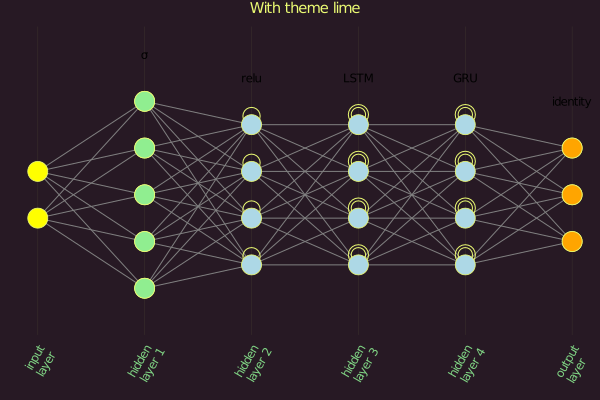 With theme lime
σ
relu
LSTM
GRU
identity
input
layer
hidden
layer 1
hidden
layer 2
hidden
layer 3
hidden
layer 4
output
layer